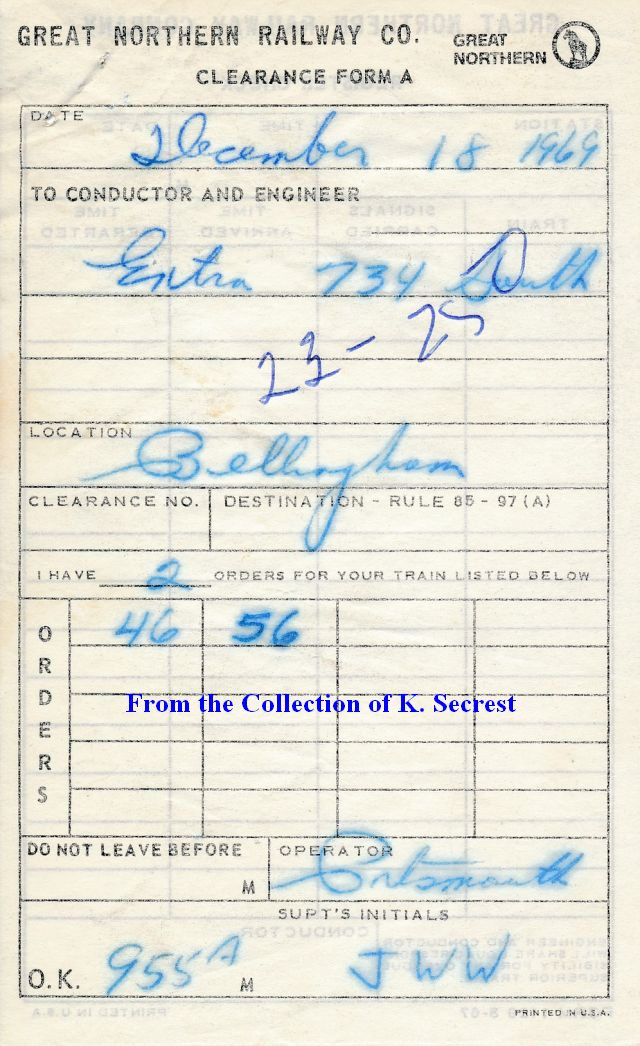 GREAT NORTHERN RAILWAY CO.
GREAT NORTHERN
CLEARANCE FORM A
DATE
December 18 1969
TO CONDUCTOR AND ENGINEER
Extra 734 South
23-25
LOCATION
Bellingham
CLEARANCE NO. DESTINATION - RULE 85 - 97 (A)
I HAVE 2 ORDERS FOR YOUR TRAIN LISTED BELOW
ORDERS
46 56
From the Collection of K. Secrest
DO NOT LEAVE BEFORE M
OPERATOR
Portsmouth
SUPT'S INITIALS
O.K. 955 A M JWW
PRINTED IN U.S.A.